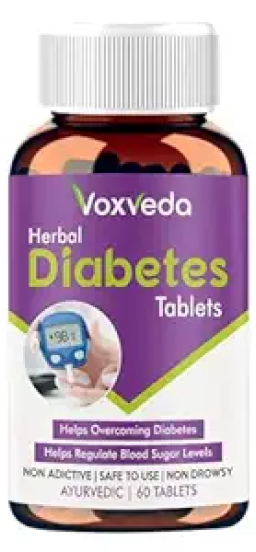 Voxveda
Herbal
Diabetes
Tablets
98
Helps Overcoming Diabetes
Helps Regulate Blood Sugar Levels
NON ADICTIVE | SAFE TO USE | NON DROWSY
AYURVEDIC | 60 TABLETS